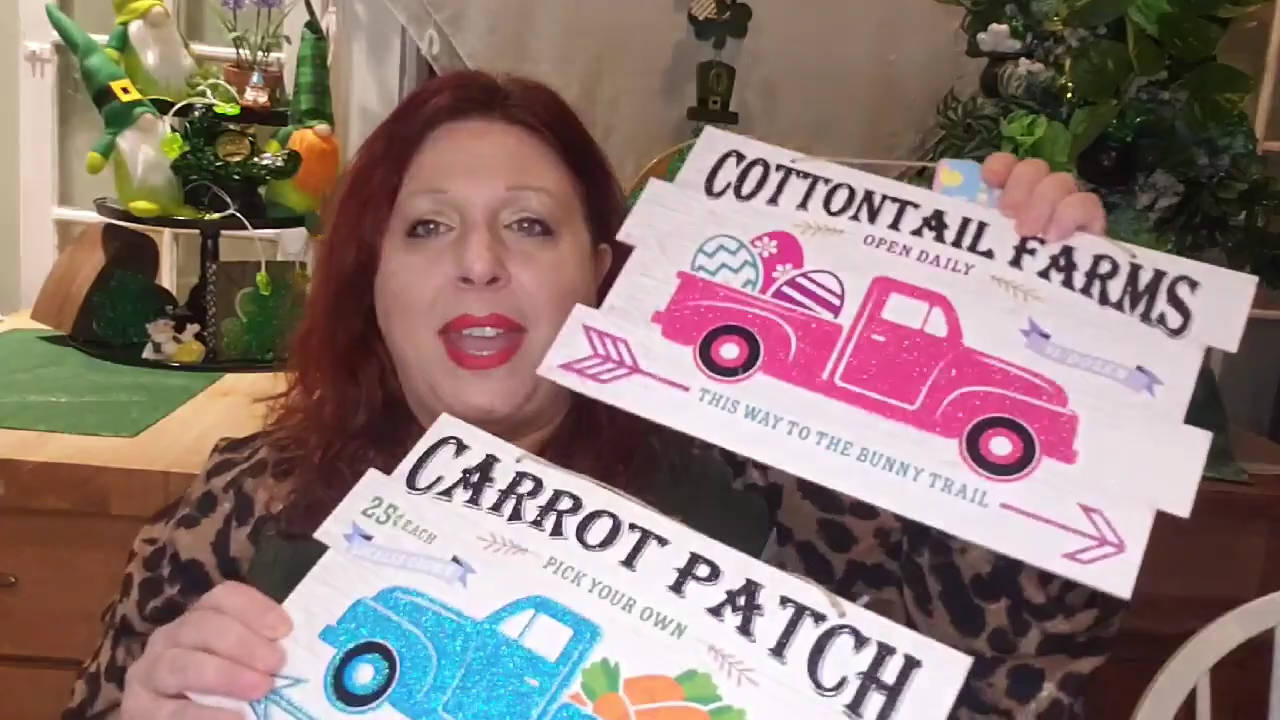 COTTONTAIL FARMS
OPEN DAILY
THIS WAY TO THE BUNNY TRAIL
CARROT PATCH
25¢ EACH
PICK YOUR OWN